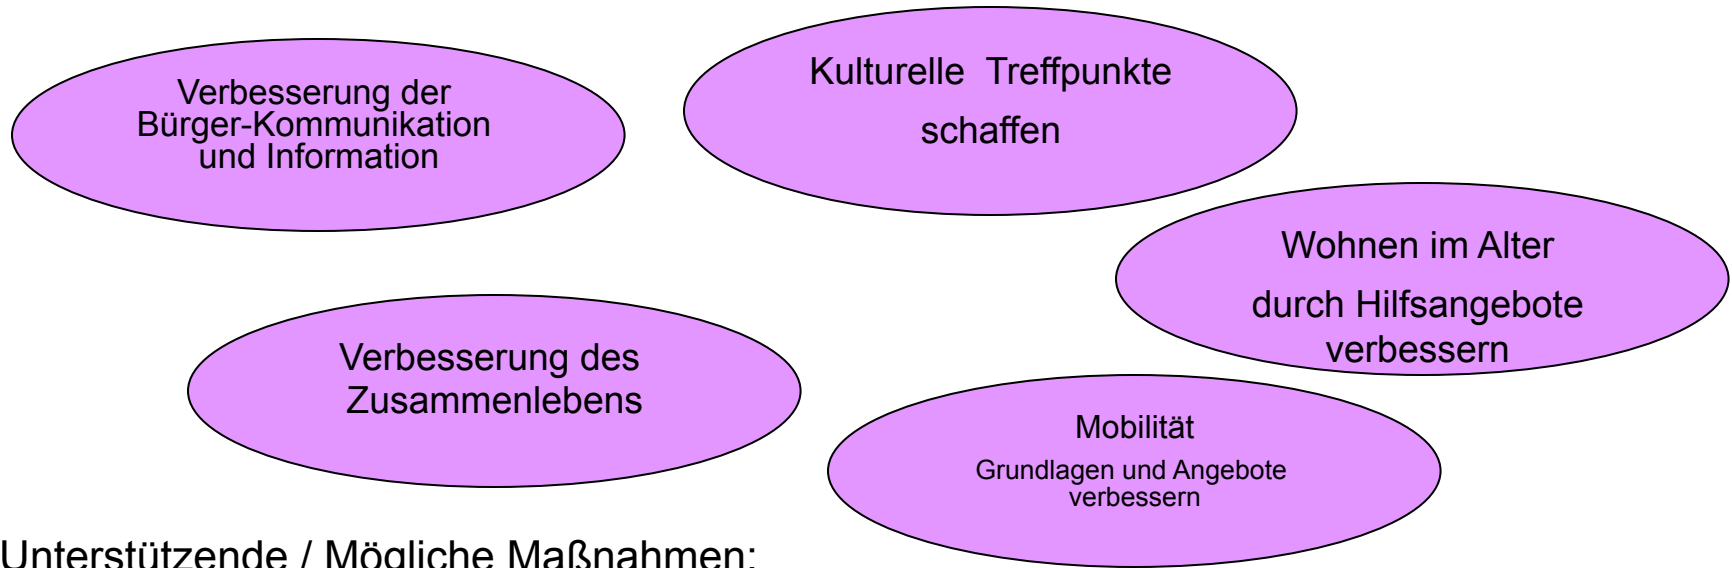 Verbesserung der
Bürger-Kommunikation
und Information
Kulturelle Treffpunkte
schaffen
Wohnen im Alter
durch Hilfsangebote
verbessern
Verbesserung des
Zusammenlebens
Mobilität
Grundlagen und Angebote
verbessern
Unterstützende / Mögliche Maßnahmen: